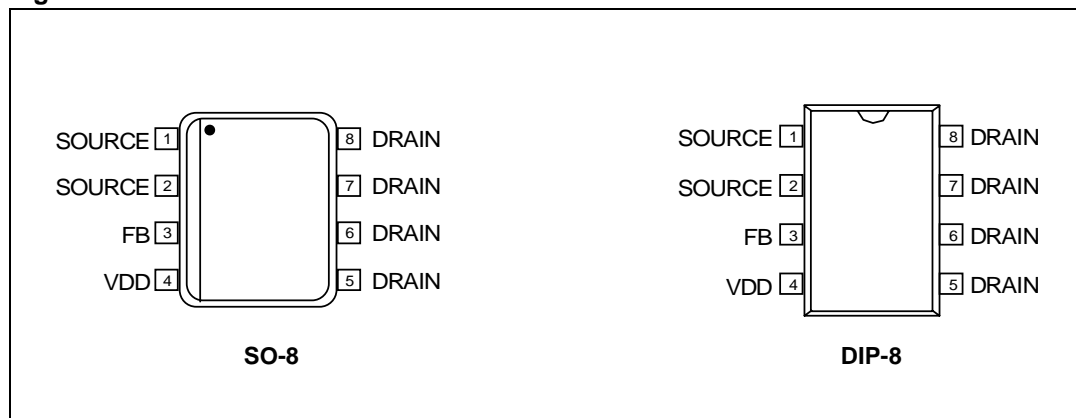 SOURCE 1 8 DRAIN
SOURCE 2 7 DRAIN
FB 3 6 DRAIN
VDD 4 5 DRAIN
SO-8
SOURCE 1 8 DRAIN
SOURCE 2 7 DRAIN
FB 3 6 DRAIN
VDD 4 5 DRAIN
DIP-8